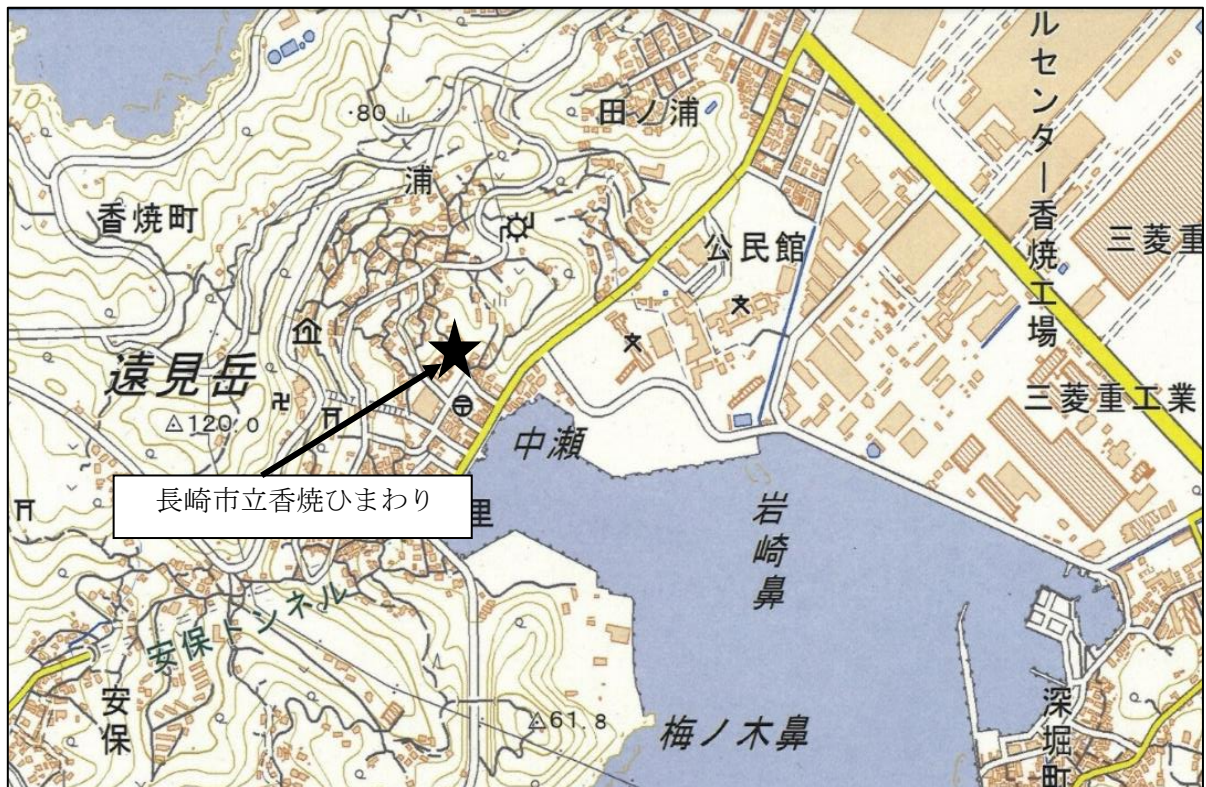 ルセンター香焼工場
田ノ浦
・80
浦
香焼町
公民館
三菱重
遠見岳
120.0
三菱重工業
中瀬
長崎市立香焼ひまわり
里
岩崎鼻
安保トンネル
安保
61.8
梅ノ木鼻
深堀町